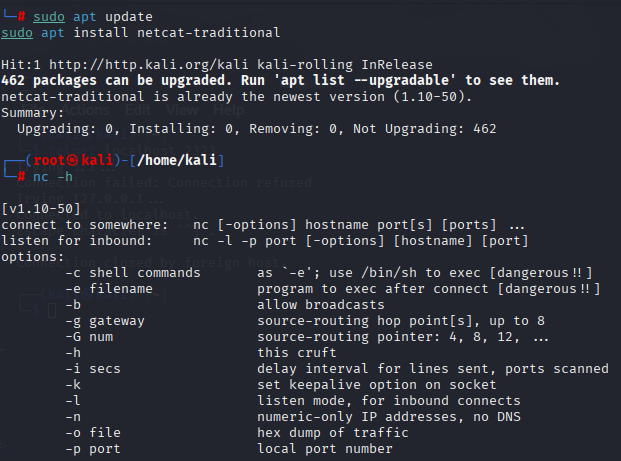 └─# sudo apt update
sudo apt install netcat-traditional
Hit:1 http://http.kali.org/kali kali-rolling InRelease
462 packages can be upgraded. Run 'apt list --upgradable' to see them.
netcat-traditional is already the newest version (1.10-50).
Summary:
  Upgrading: 0, Installing: 0, Removing: 0, Not Upgrading: 462
┌──(root㉿kali)-[/home/kali]
└─# nc -h
[v1.10-50]
connect to somewhere:   nc [-options] hostname port[s] [ports] ...
listen for inbound:     nc -l -p port [-options] [hostname] [port]
options:
        -c shell commands       as `-e'; use /bin/sh to exec [dangerous!!]
        -e filename             program to exec after connect [dangerous!!]
        -b                      allow broadcasts
        -g gateway              source-routing hop point[s], up to 8
        -G num                  source-routing pointer: 4, 8, 12, ...
        -h                      this cruft
        -i secs                 delay interval for lines sent, ports scanned
        -k                      set keepalive option on socket
        -l                      listen mode, for inbound connects
        -n                      numeric-only IP addresses, no DNS
        -o file                 hex dump of traffic
        -p port                 local port number